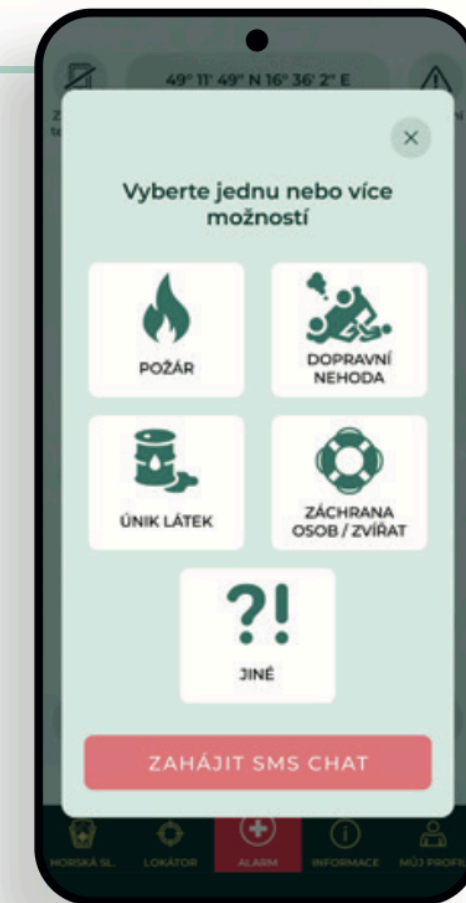 49° 11' 49" N 16° 36' 2" E
Vyberte jednu nebo více
možností
POŽÁR
DOPRAVNÍ
NEHODA
ÚNIK LÁTEK
ZÁCHRANA
OSOB / ZVÍŘAT
?!
JINÉ
ZAHÁJIT SMS CHAT
HORSKÁ SL.
LOKÁTOR
ALARM
INFORMACE
MŮJ PROFIL